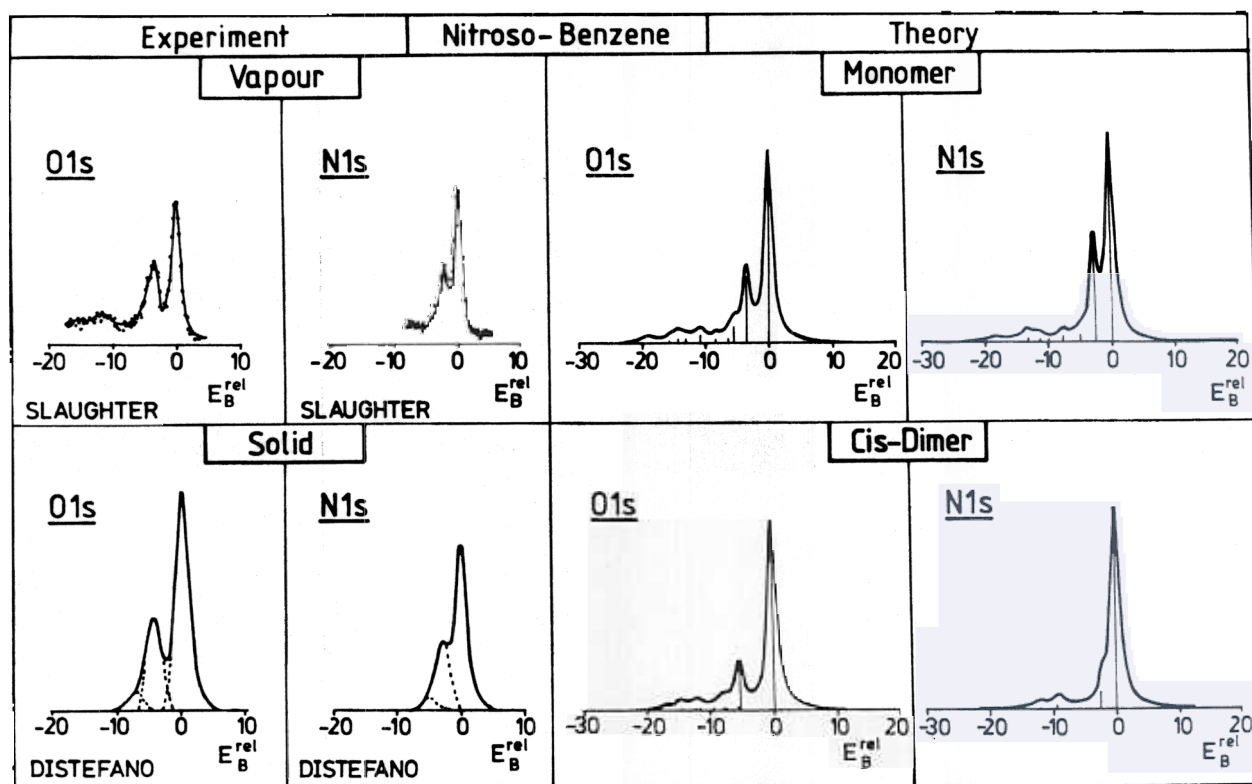 Experiment
Nitroso-Benzene
Theory
Vapour
Monomer
O1s
N1s
O1s
N1s
-20 -10 0 10
-20 -10 0 10
-30 -20 -10 0 10 20
-30 -20 -10 0 10 20
E_B^rel
E_B^rel
E_B^rel
E_B^rel
SLAUGHTER
SLAUGHTER
Solid
Cis-Dimer
O1s
N1s
O1s
N1s
-20 -10 0 10
-20 -10 0 10
-30 -20 -10 0 10 20
-30 -20 -10 0 10 20
E_B^rel
E_B^rel
E_B^rel
E_B^rel
DISTEFANO
DISTEFANO